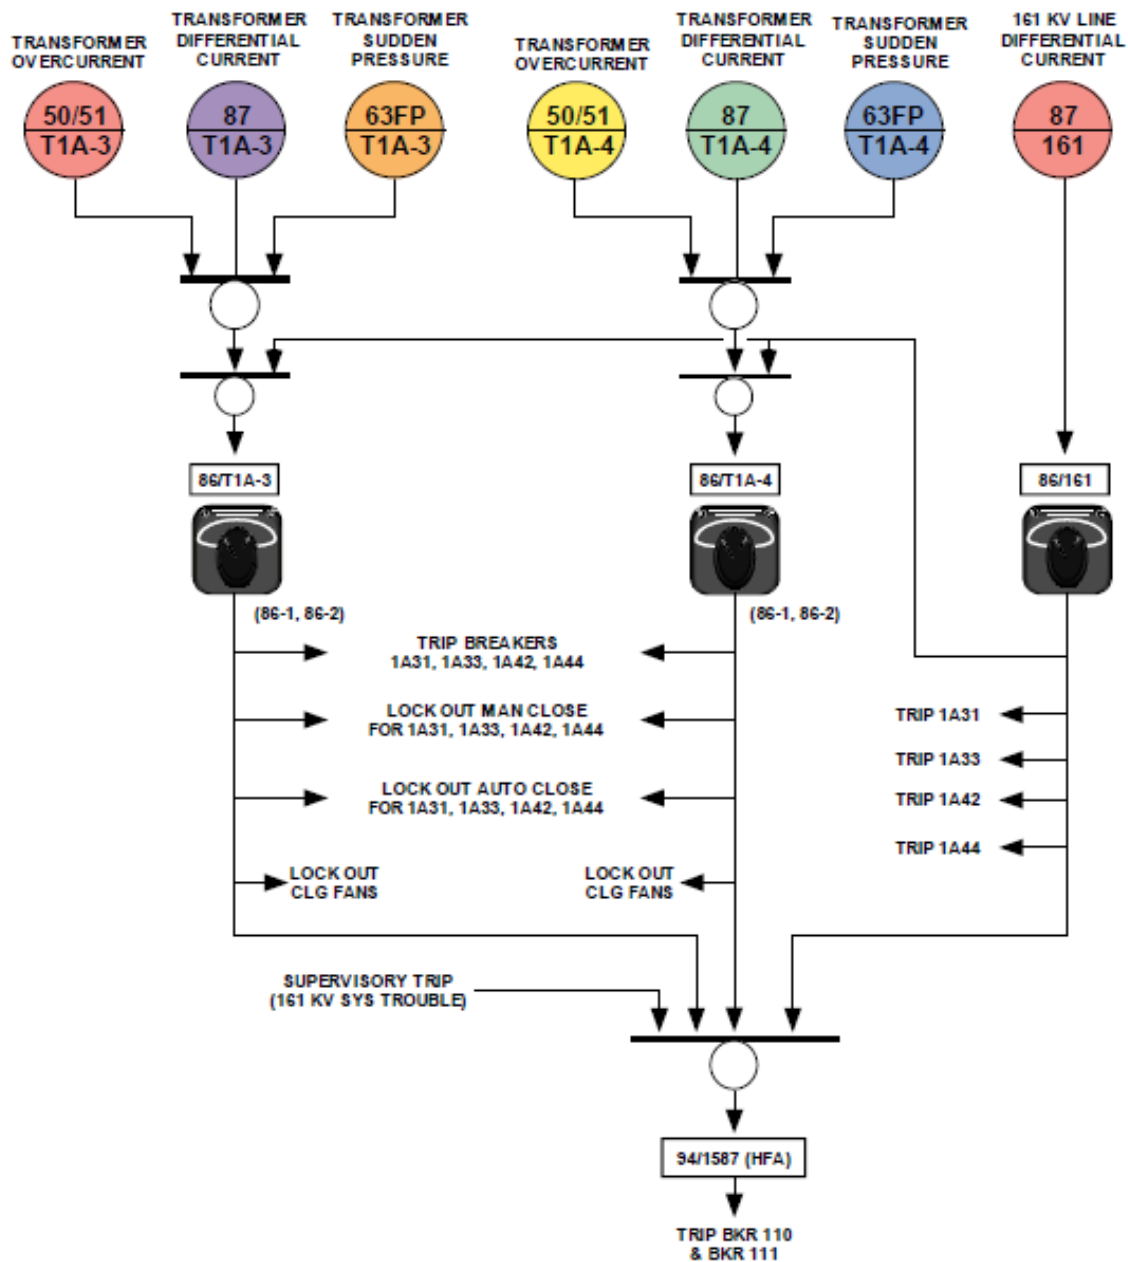 TRANSFORMER
OVERCURRENT
TRANSFORMER
DIFFERENTIAL
CURRENT
TRANSFORMER
SUDDEN
PRESSURE
TRANSFORMER
OVERCURRENT
TRANSFORMER
DIFFERENTIAL
CURRENT
TRANSFORMER
SUDDEN
PRESSURE
161 KV LINE
DIFFERENTIAL
CURRENT
50/51
T1A-3
87
T1A-3
63FP
T1A-3
50/51
T1A-4
87
T1A-4
63FP
T1A-4
87
161
86/T1A-3
86/T1A-4
86/161
(86-1, 86-2)
(86-1, 86-2)
TRIP BREAKERS
1A31, 1A33, 1A42, 1A44
LOCK OUT MAN CLOSE
FOR 1A31, 1A33, 1A42, 1A44
LOCK OUT AUTO CLOSE
FOR 1A31, 1A33, 1A42, 1A44
TRIP 1A31
TRIP 1A33
TRIP 1A42
TRIP 1A44
LOCK OUT
CLG FANS
LOCK OUT
CLG FANS
SUPERVISORY TRIP
(161 KV SYS TROUBLE)
94/1587 (HFA)
TRIP BKR 110
& BKR 111